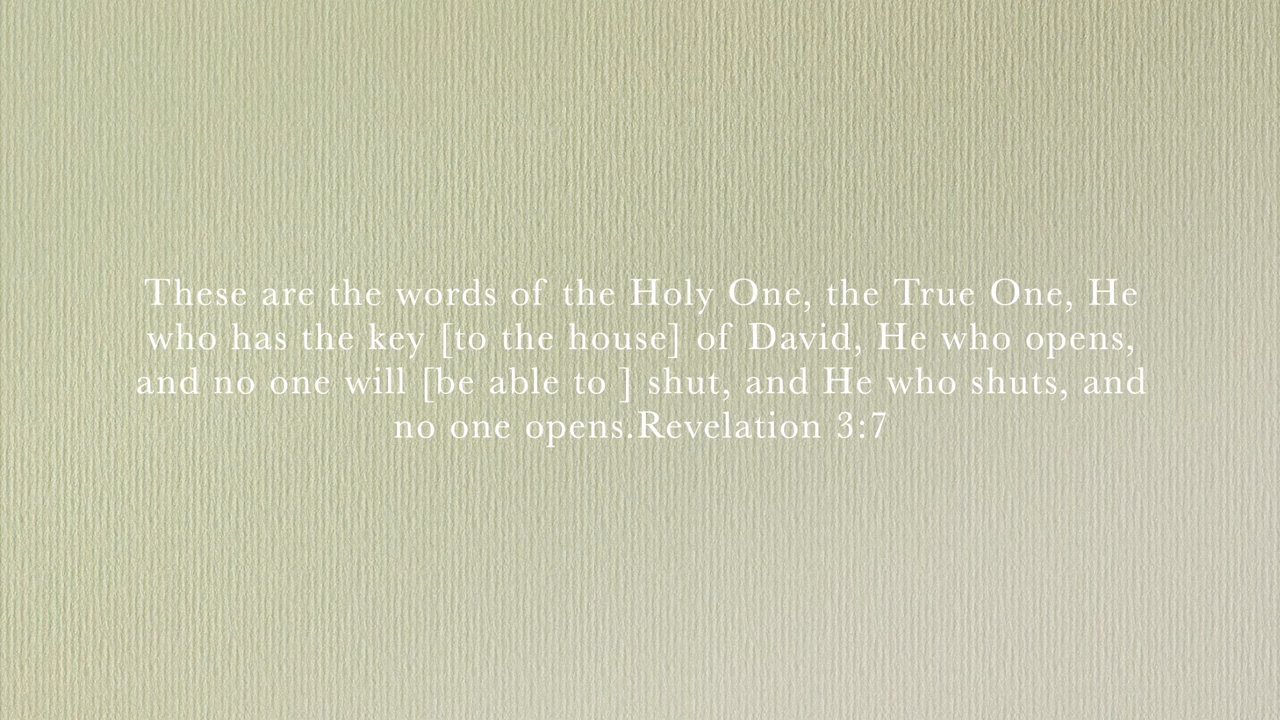 These are the words of the Holy One, the True One, He
who has the key [to the house] of David, He who opens,
and no one will [be able to ] shut, and He who shuts, and
no one opens.Revelation 3:7